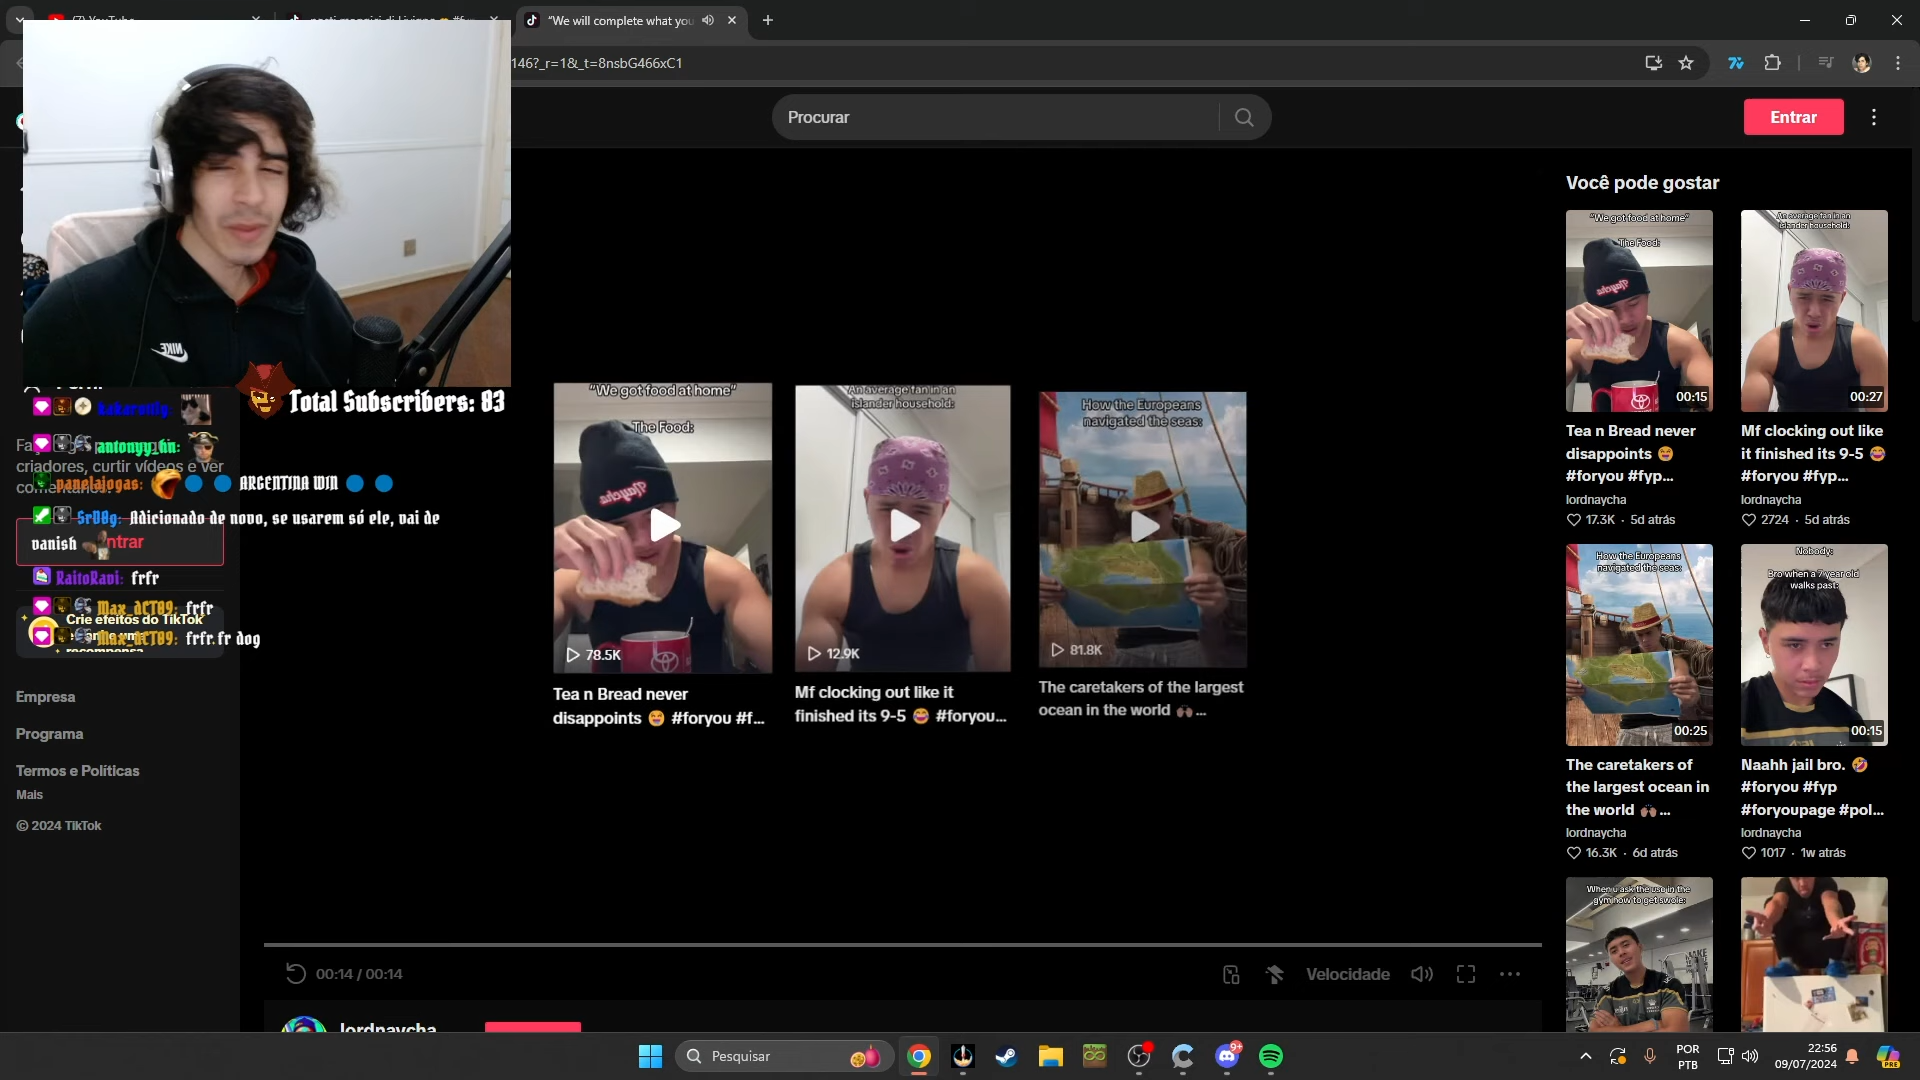 (7) YouTube
"We will complete what you
146?_r=1&_t=8nsbG466xC1
Procurar
Entrar
Total Subscribers: 83
antonyy_hn:
criadores, curtir vídeos e ver
panelajogas: ARGENTINA WIN
SrD8g: Adicionado de novo, se usarem só ele, vai de
vanish
ntrar
RaitoRavi: frfr
Max_ACT09: frfr
Crie efeitos do TikTok
Max_ACT09: frfr.fr dog
recompensa
Empresa
Programa
Termos e Políticas
Mais
© 2024 TikTok
"We got food at home"
The Food:
78.5K
Tea n Bread never
disappoints 😄 #foryou #f...
An average fan in an
islander household:
12.9K
Mf clocking out like it
finished its 9-5 😂 #foryou...
How the Europeans
navigated the seas:
81.8K
The caretakers of the largest
ocean in the world 🙌🏾...
00:14 / 00:14
Velocidade
lordnaycha
Você pode gostar
"We got food at home"
The Food:
00:15
Tea n Bread never
disappoints 😄
#foryou #fyp...
lordnaycha
17.3K · 5d atrás
An average fan in an
islander household:
00:27
Mf clocking out like
it finished its 9-5 😂
#foryou #fyp...
lordnaycha
2724 · 5d atrás
How the Europeans
navigated the seas:
00:25
The caretakers of
the largest ocean in
the world 🙌🏾...
lordnaycha
16.3K · 6d atrás
Nobody:
Bro when a 7 year old
walks past:
00:15
Naahh jail bro. 🤣
#foryou #fyp
#foryoupage #pol...
lordnaycha
1017 · 1w atrás
When u ask the uso in the
gym how to get swole:
Pesquisar
9+
POR
PTB
22:56
09/07/2024
PRE